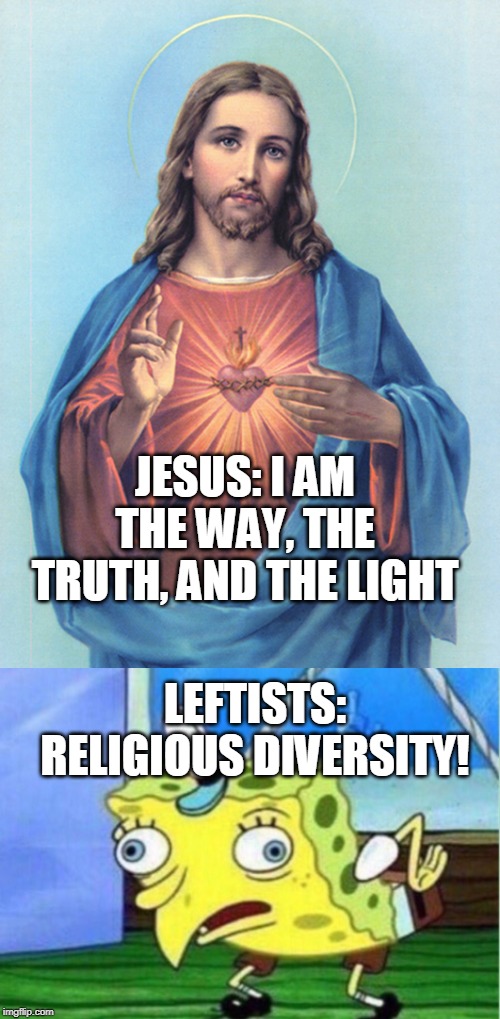 JESUS: I AM
THE WAY, THE
TRUTH, AND THE LIGHT
LEFTISTS:
RELIGIOUS DIVERSITY!
imgflip.com